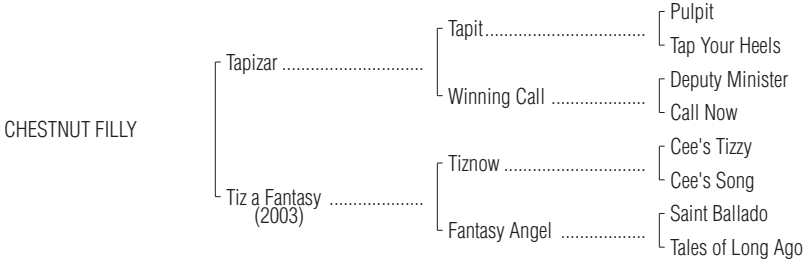 Pulpit
Tapit................................
Tap Your Heels
Tapizar ............................
Deputy Minister
Winning Call ...................
Call Now
CHESTNUT FILLY
Cee's Tizzy
Tiznow ............................
Cee's Song
Tiz a Fantasy ...................
(2003)
Saint Ballado
Fantasy Angel .................
Tales of Long Ago